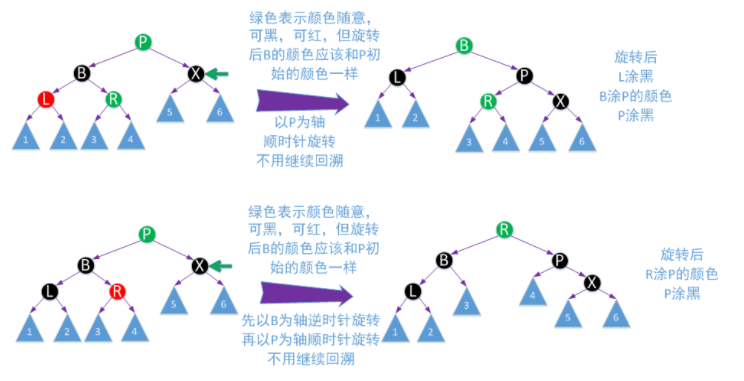 绿色表示颜色随意,
可黑,可红,但旋转
后B的颜色应该和P初
始的颜色一样
P
B
X
L
R
1
2
3
4
5
6
以P为轴
顺时针旋转
不用继续回溯
B
L
P
R
X
1
2
3
4
5
6
旋转后
L涂黑
B涂P的颜色
P涂黑
绿色表示颜色随意,
可黑,可红,但旋转
后B的颜色应该和P初
始的颜色一样
P
B
X
L
R
1
2
3
4
5
6
先以B为轴逆时针旋转
再以P为轴顺时针旋转
不用继续回溯
R
B
P
L
X
3
4
1
2
5
6
旋转后
R涂P的颜色
P涂黑